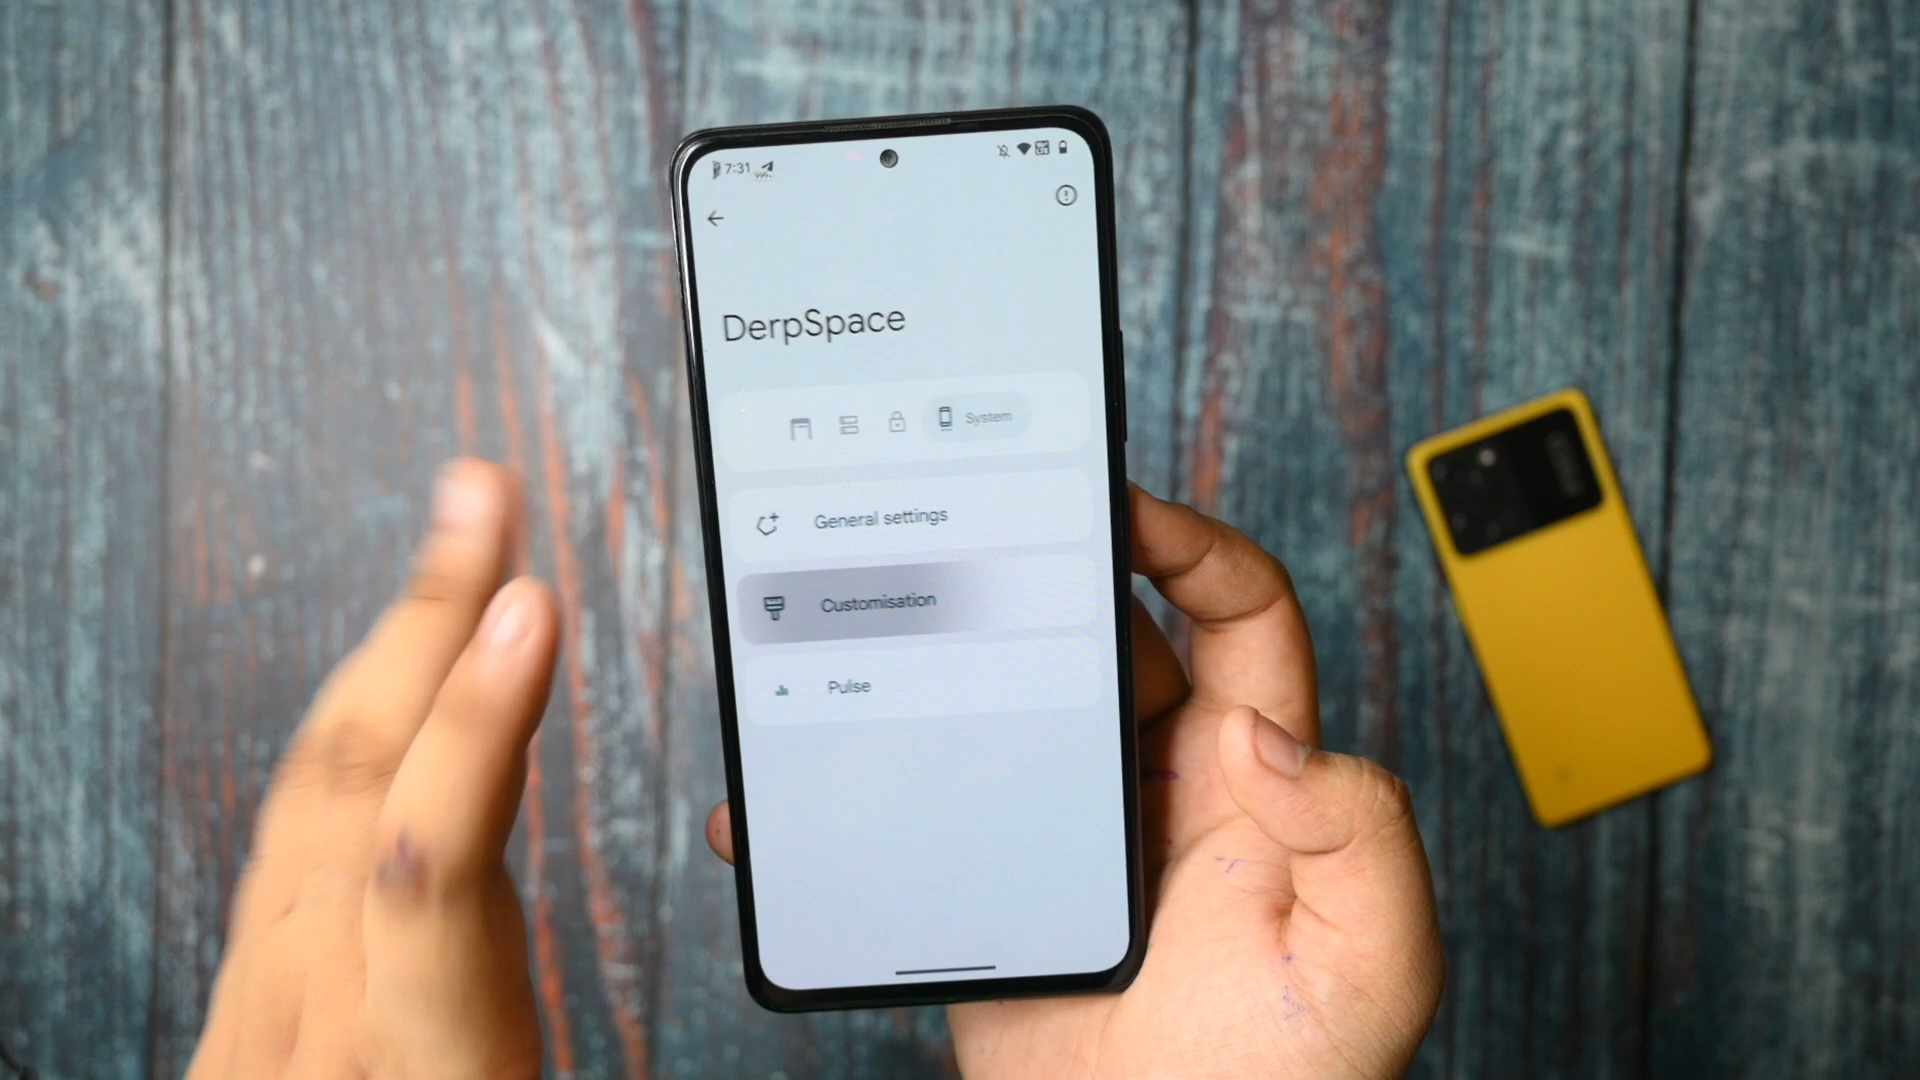 7:31
DerpSpace
System
General settings
Customisation
Pulse